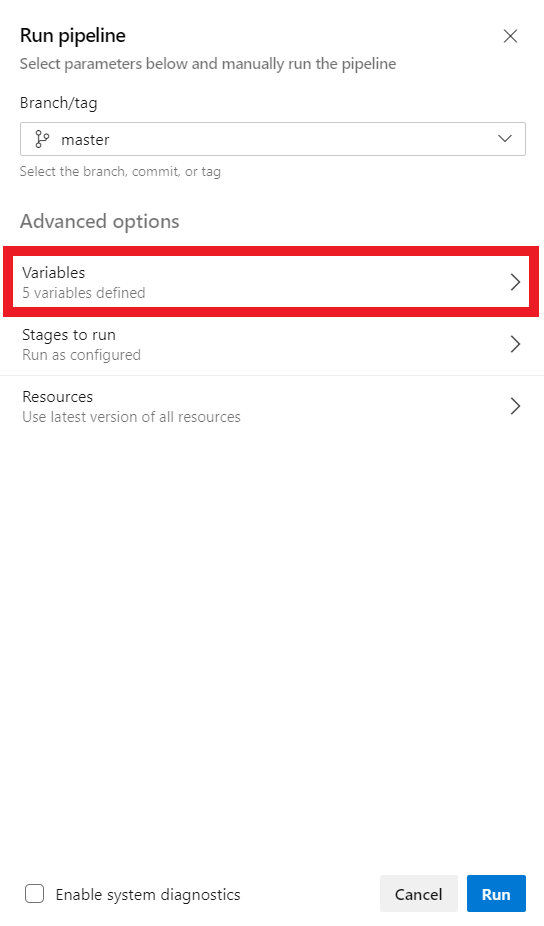 Run pipeline
Select parameters below and manually run the pipeline
Branch/tag
master
Select the branch, commit, or tag
Advanced options
Variables
5 variables defined
Stages to run
Run as configured
Resources
Use latest version of all resources
Enable system diagnostics
Cancel
Run